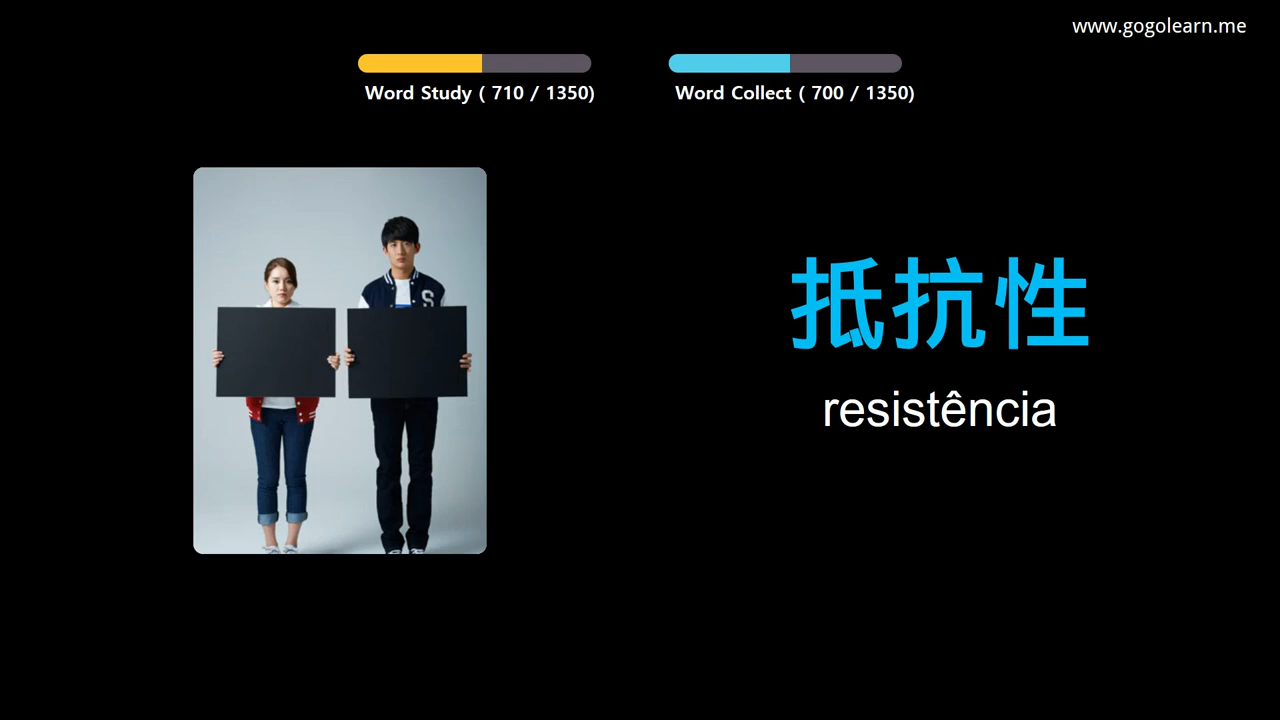 www.gogolearn.me
Word Study ( 710 / 1350)
Word Collect ( 700 / 1350)
S
抵抗性
resistência